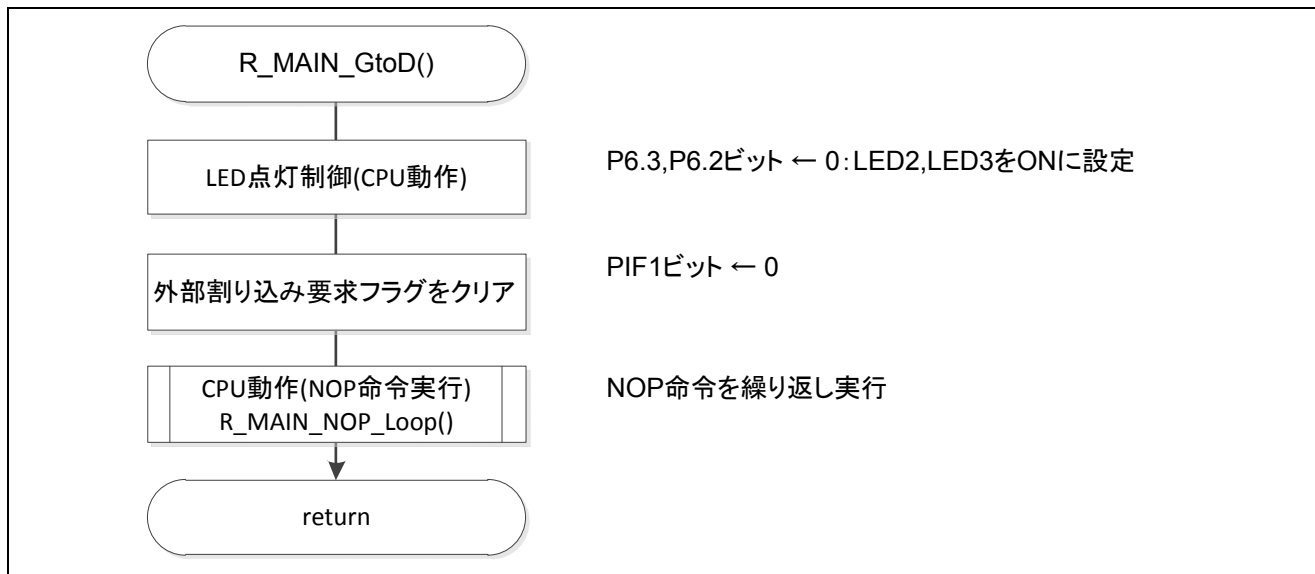 R_MAIN_GtoD()
LED点灯制御(CPU動作)
P6.3,P6.2ビット ← 0:LED2,LED3をONに設定
外部割り込み要求フラグをクリア
PIF1ビット ← 0
CPU動作(NOP命令実行)
R_MAIN_NOP_Loop()
NOP命令を繰り返し実行
return